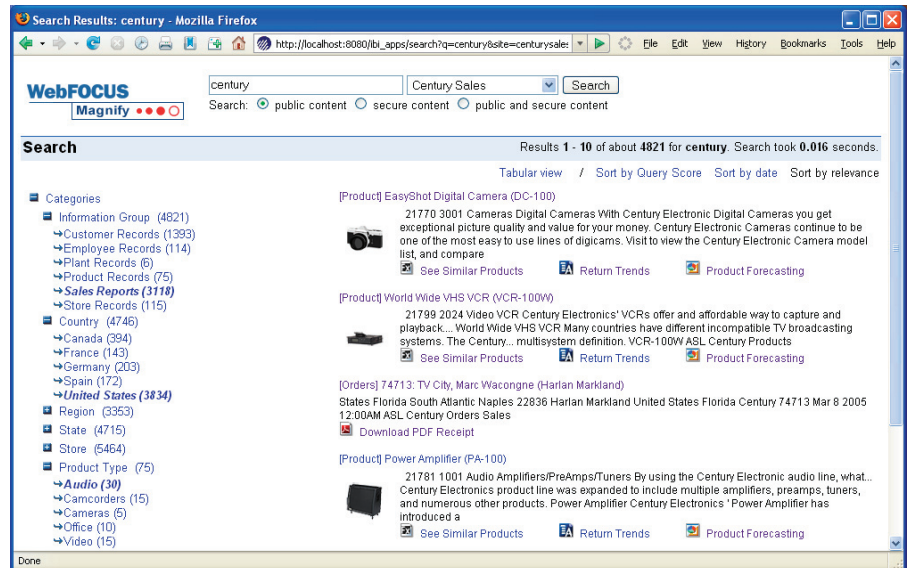 Search Results: century - Mozilla Firefox
http://localhost:8080/ibi_apps/search?q=century&site=centurysale:
File Edit View History Bookmarks Tools Help
WebFOCUS
Magnify
century
Century Sales
Search
Search: public content secure content public and secure content
Search
Results 1 - 10 of about 4821 for century. Search took 0.016 seconds.
Tabular view / Sort by Query Score Sort by date Sort by relevance
Categories
Information Group (4821)
Customer Records (1393)
Employee Records (114)
Plant Records (6)
Product Records (75)
Sales Reports (3118)
Store Records (115)
Country (4746)
Canada (394)
France (143)
Germany (203)
Spain (172)
United States (3834)
Region (3353)
State (4715)
Store (5464)
Product Type (75)
Audio (30)
Camcorders (15)
Cameras (5)
Office (10)
Video (15)
[Product] EasyShot Digital Camera (DC-100)
21770 3001 Cameras Digital Cameras With Century Electronic Digital Cameras you get
exceptional picture quality and value for your money. Century Electronic Cameras continue to be
one of the most easy to use lines of digicams. Visit to view the Century Electronic Camera model
list, and compare
See Similar Products Return Trends Product Forecasting
[Product] World Wide VHS VCR (VCR-100W)
21799 2024 Video VCR Century Electronics' VCRs offer and affordable way to capture and
playback.... World Wide VHS VCR Many countries have different incompatible TV broadcasting
systems. The Century... multisystem definition. VCR-100W ASL Century Products
See Similar Products Return Trends Product Forecasting
[Orders] 74713: TV City, Marc Wacongne (Harlan Markland)
States Florida South Atlantic Naples 22836 Harlan Markland United States Florida Century 74713 Mar 8 2005
12:00AM ASL Century Orders Sales
Download PDF Receipt
[Product] Power Amplifier (PA-100)
21781 1001 Audio Amplifiers/PreAmps/Tuners By using the Century Electronic audio line, what...
Century Electronics product line was expanded to include multiple amplifiers, preamps, tuners,
and numerous other products. Power Amplifier Century Electronics ' Power Amplifier has
introduced a
See Similar Products Return Trends Product Forecasting
Done